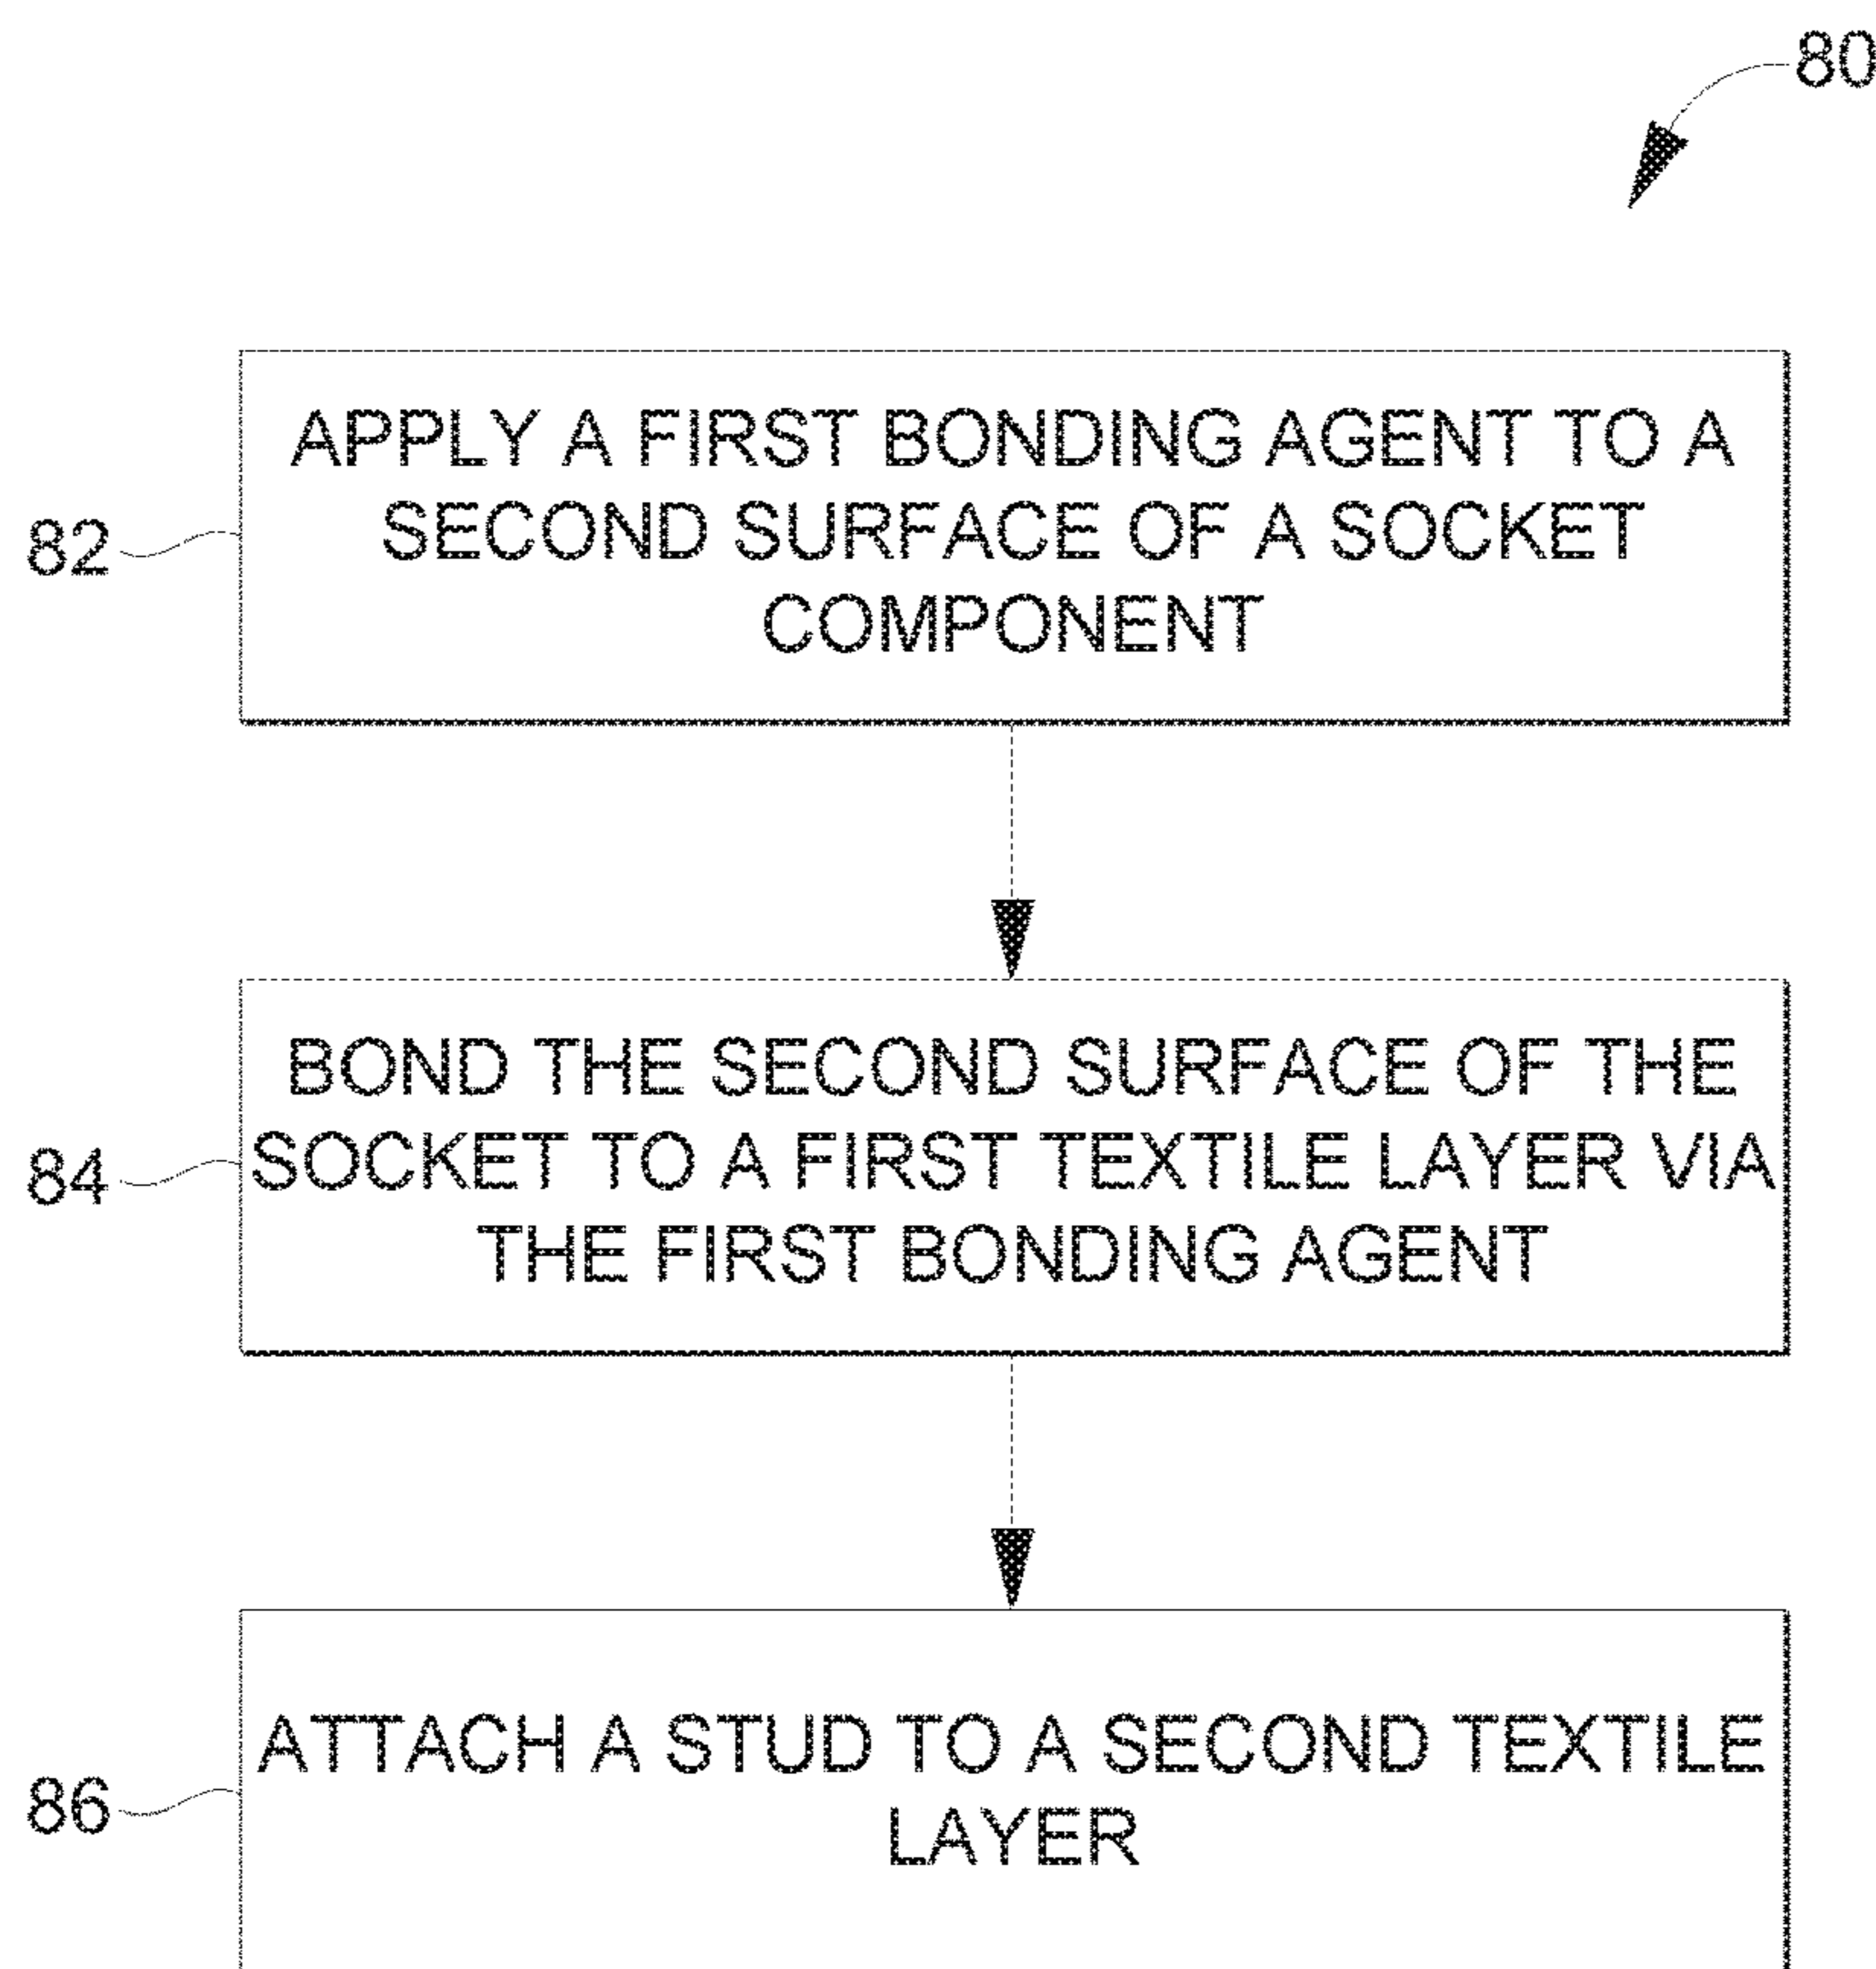 80
APPLY A FIRST BONDING AGENT TO A
SECOND SURFACE OF A SOCKET
COMPONENT
82
BOND THE SECOND SURFACE OF THE
SOCKET TO A FIRST TEXTILE LAYER VIA
THE FIRST BONDING AGENT
84
ATTACH A STUD TO A SECOND TEXTILE
LAYER
86